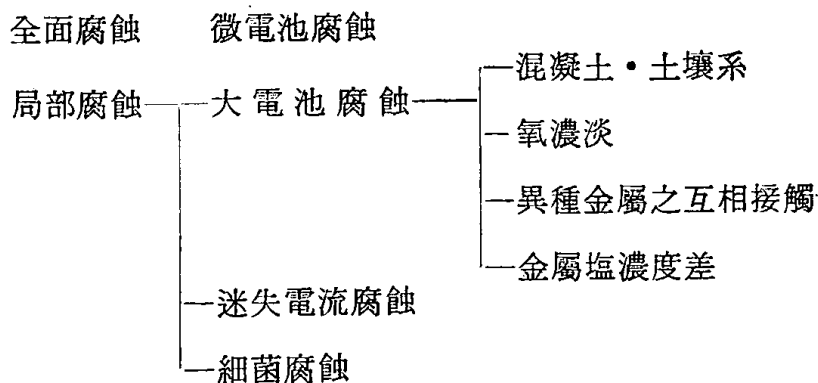 全面腐蝕 微電池腐蝕
局部腐蝕 大電池腐蝕 混凝土・土壤系
氧濃淡
異種金屬之互相接觸
金屬塩濃度差
迷失電流腐蝕
細菌腐蝕